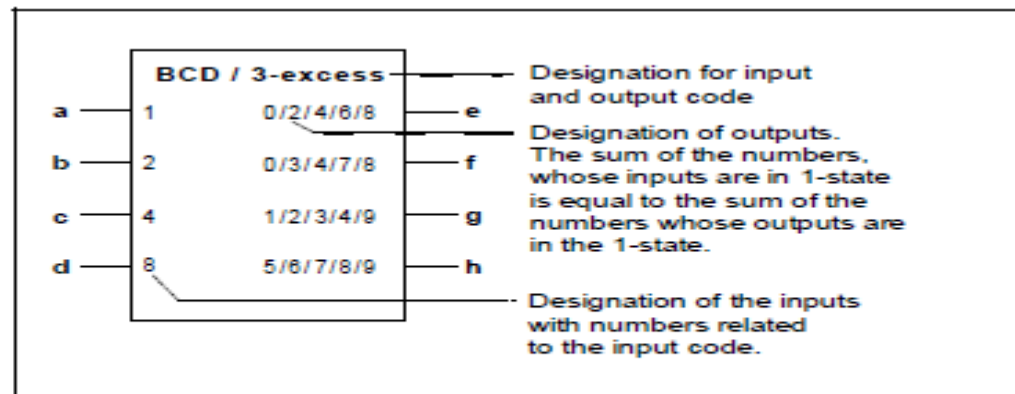 BCD / 3-excess
Designation for input
and output code
a 1 0/2/4/6/8 e
Designation of outputs.
The sum of the numbers,
whose inputs are in 1-state
is equal to the sum of the
numbers whose outputs are
in the 1-state.
b 2 0/3/4/7/8 f
c 4 1/2/3/4/9 g
d 8 5/6/7/8/9 h
Designation of the inputs
with numbers related
to the input code.